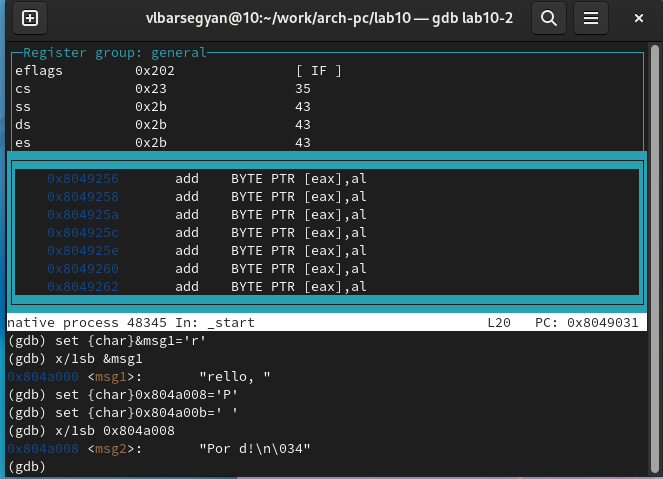 vlbarsegyan@10:~/work/arch-pc/lab10 — gdb lab10-2
Register group: general
eflags 0x202 [ IF ]
cs 0x23 35
ss 0x2b 43
ds 0x2b 43
es 0x2b 43
0x8049256 add BYTE PTR [eax],al
0x8049258 add BYTE PTR [eax],al
0x804925a add BYTE PTR [eax],al
0x804925c add BYTE PTR [eax],al
0x804925e add BYTE PTR [eax],al
0x8049260 add BYTE PTR [eax],al
0x8049262 add BYTE PTR [eax],al
native process 48345 In: _start L20 PC: 0x8049031
(gdb) set {char}&msg1='r'
(gdb) x/1sb &msg1
0x804a000 <msg1>: "rello, "
(gdb) set {char}0x804a008='P'
(gdb) set {char}0x804a00b=' '
(gdb) x/1sb 0x804a008
0x804a008 <msg2>: "Por d!\n\034"
(gdb)